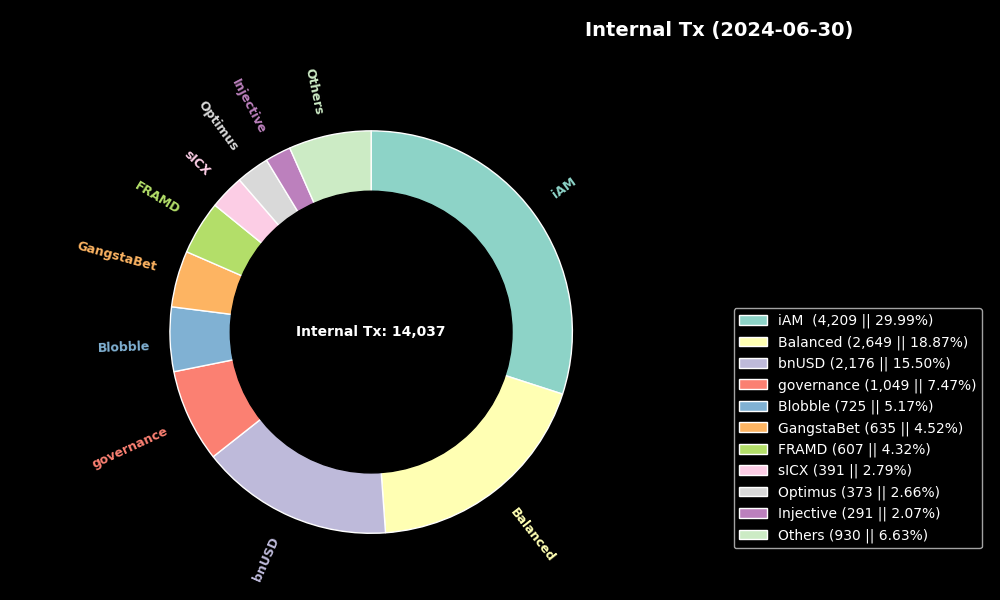 Internal Tx (2024-06-30)
Others
Injective
Optimus
sICX
FRAMD
GangstaBet
Blobble
governance
bnUSD
Balanced
iAM
Internal Tx: 14,037
iAM  (4,209 || 29.99%)
Balanced (2,649 || 18.87%)
bnUSD (2,176 || 15.50%)
governance (1,049 || 7.47%)
Blobble (725 || 5.17%)
GangstaBet (635 || 4.52%)
FRAMD (607 || 4.32%)
sICX (391 || 2.79%)
Optimus (373 || 2.66%)
Injective (291 || 2.07%)
Others (930 || 6.63%)